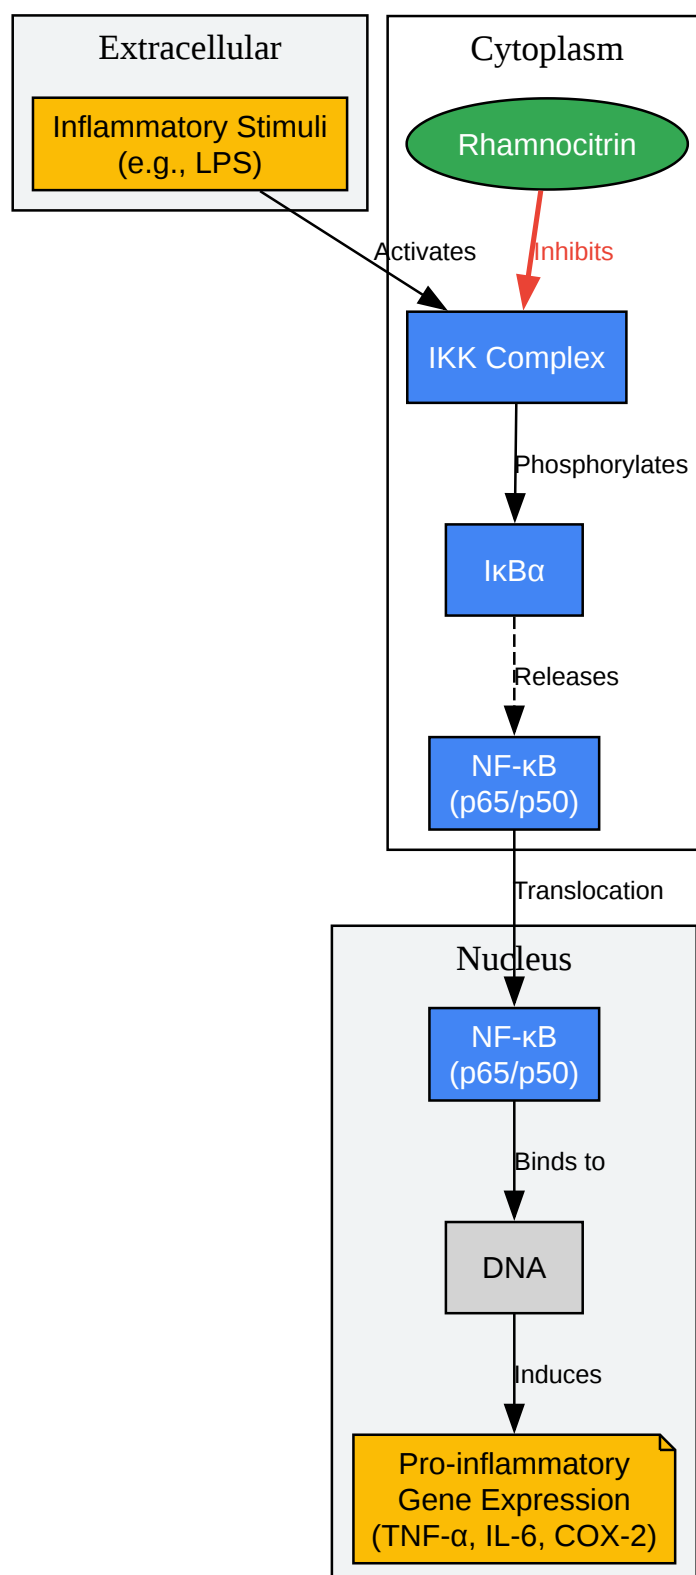 Extracellular
Inflammatory Stimuli
(e.g., LPS)
Cytoplasm
Rhamnocitrin
Activates
Inhibits
IKK Complex
Phosphorylates
IκBα
Releases
NF-κB
(p65/p50)
Translocation
Nucleus
NF-κB
(p65/p50)
Binds to
DNA
Induces
Pro-inflammatory
Gene Expression
(TNF-α, IL-6, COX-2)